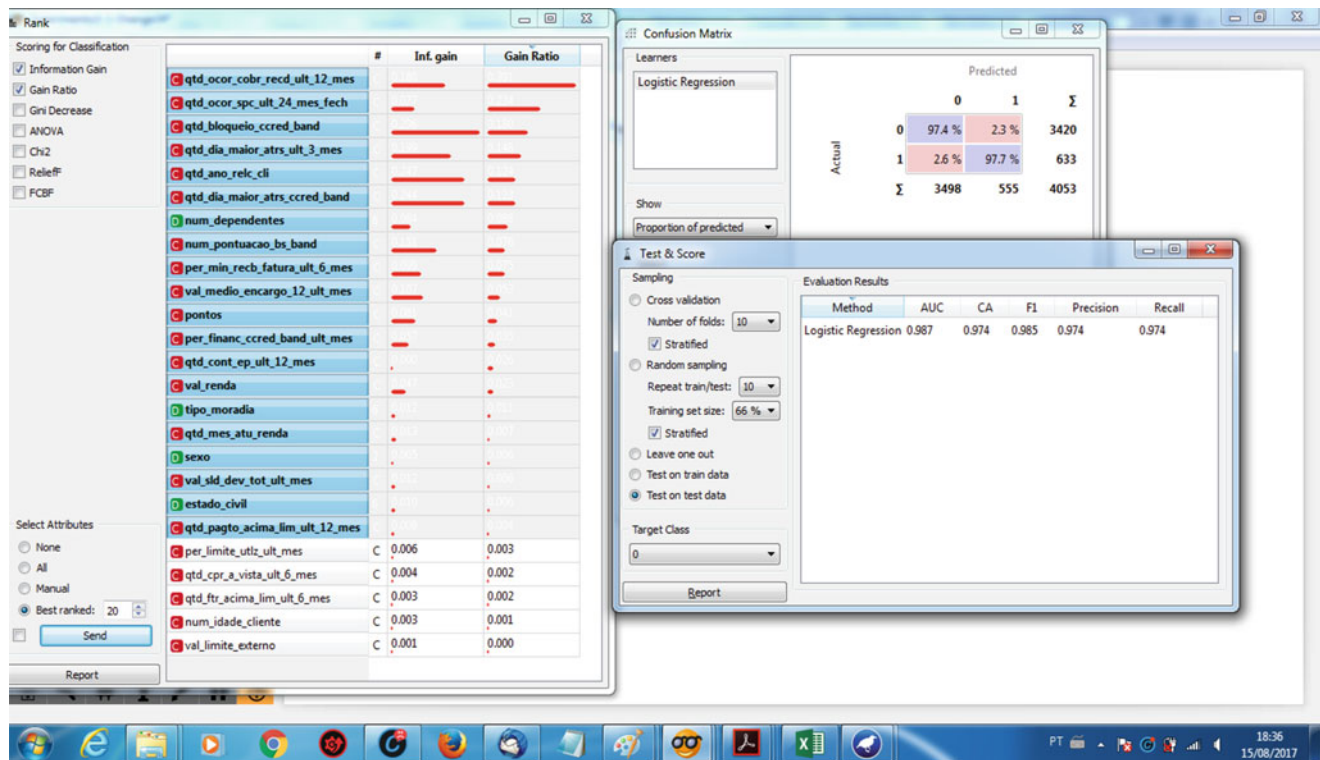 Rank
Scoring for Classification
Information Gain
Gain Ratio
Gini Decrease
ANOVA
Chi2
ReliefF
FCBF
Select Attributes
None
All
Manual
Best ranked: 20
Send
Report
# Inf. gain Gain Ratio
C qtd_ocor_cobr_recd_ult_12_mes
C qtd_ocor_spc_ult_24_mes_fech
C qtd_bloqueio_ccred_band
C qtd_dia_maior_atrs_ult_3_mes
C qtd_ano_relc_cli
C qtd_dia_maior_atrs_ccred_band
D num_dependentes
C num_pontuacao_bs_band
C per_min_recb_fatura_ult_6_mes
C val_medio_encargo_12_ult_mes
C pontos
C per_financ_ccred_band_ult_mes
C qtd_cont_ep_ult_12_mes
C val_renda
D tipo_moradia
C qtd_mes_atu_renda
D sexo
C val_sld_dev_tot_ult_mes
D estado_civil
C qtd_pagto_acima_lim_ult_12_mes
C per_limite_utlz_ult_mes C 0.006 0.003
C qtd_cpr_a_vista_ult_6_mes C 0.004 0.002
C qtd_ftr_acima_lim_ult_6_mes C 0.003 0.002
C num_idade_cliente C 0.003 0.001
C val_limite_externo C 0.001 0.000
Confusion Matrix
Learners
Logistic Regression
Show
Proportion of predicted
Predicted
0 1 Σ
Actual
0 97.4 % 2.3 % 3420
1 2.6 % 97.7 % 633
Σ 3498 555 4053
Test & Score
Sampling
Cross validation
Number of folds: 10
Stratified
Random sampling
Repeat train/test: 10
Training set size: 66 %
Stratified
Leave one out
Test on train data
Test on test data
Target Class
0
Report
Evaluation Results
Method AUC CA F1 Precision Recall
Logistic Regression 0.987 0.974 0.985 0.974 0.974
PT
18:36
15/08/2017